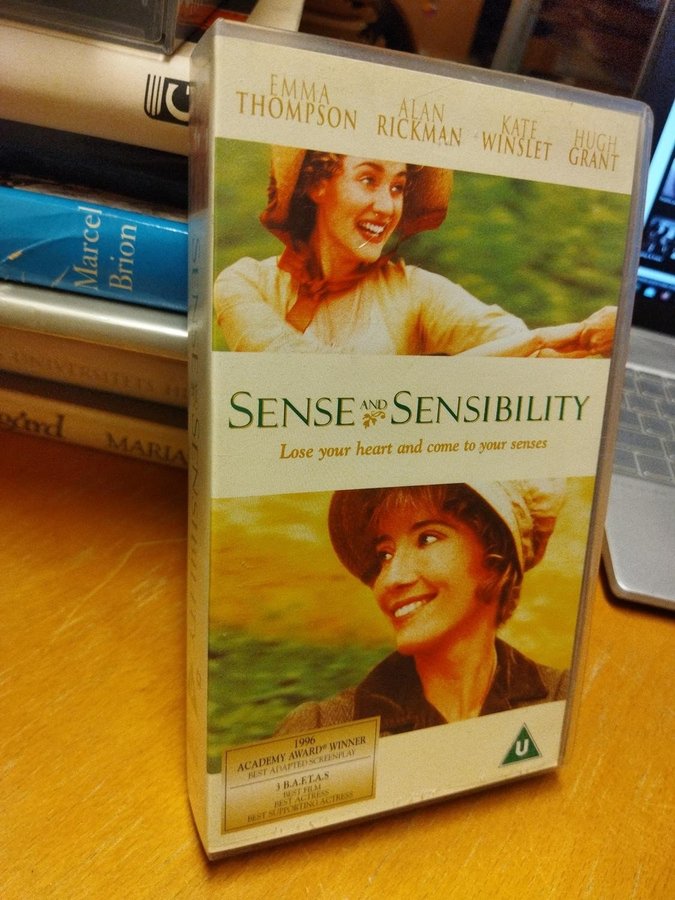 EMMA
THOMPSON
ALAN
RICKMAN
KATE
WINSLET
HUGH
GRANT
SENSE AND SENSIBILITY
Lose your heart and come to your senses
1996
ACADEMY AWARD® WINNER
BEST ADAPTED SCREENPLAY
3 B.A.F.T.A.S
BEST FILM
BEST ACTRESS
BEST SUPPORTING ACTRESS
U
Marcel
Brion
MARIA